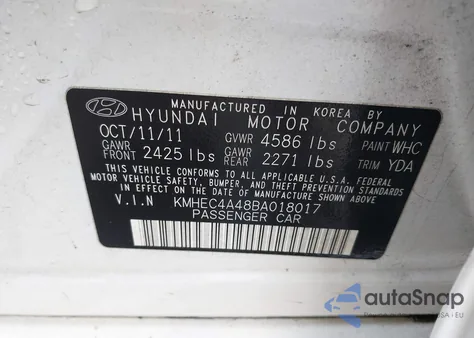 MANUFACTURED IN KOREA BY
HYUNDAI MOTOR COMPANY
OCT/11/11 GVWR 4586 lbs PAINT WHC
GAWR FRONT 2425 lbs GAWR REAR 2271 lbs TRIM YDA
THIS VEHICLE CONFORMS TO ALL APPLICABLE U.S.A. FEDERAL
MOTOR VEHICLE SAFETY, BUMPER, AND THEFT PREVENTION
STANDARDS IN EFFECT ON THE DATE OF MANUFACTURE SHOWN ABOVE.
V.I.N KMHEC4A48BA018017
PASSENGER CAR
autoSnap